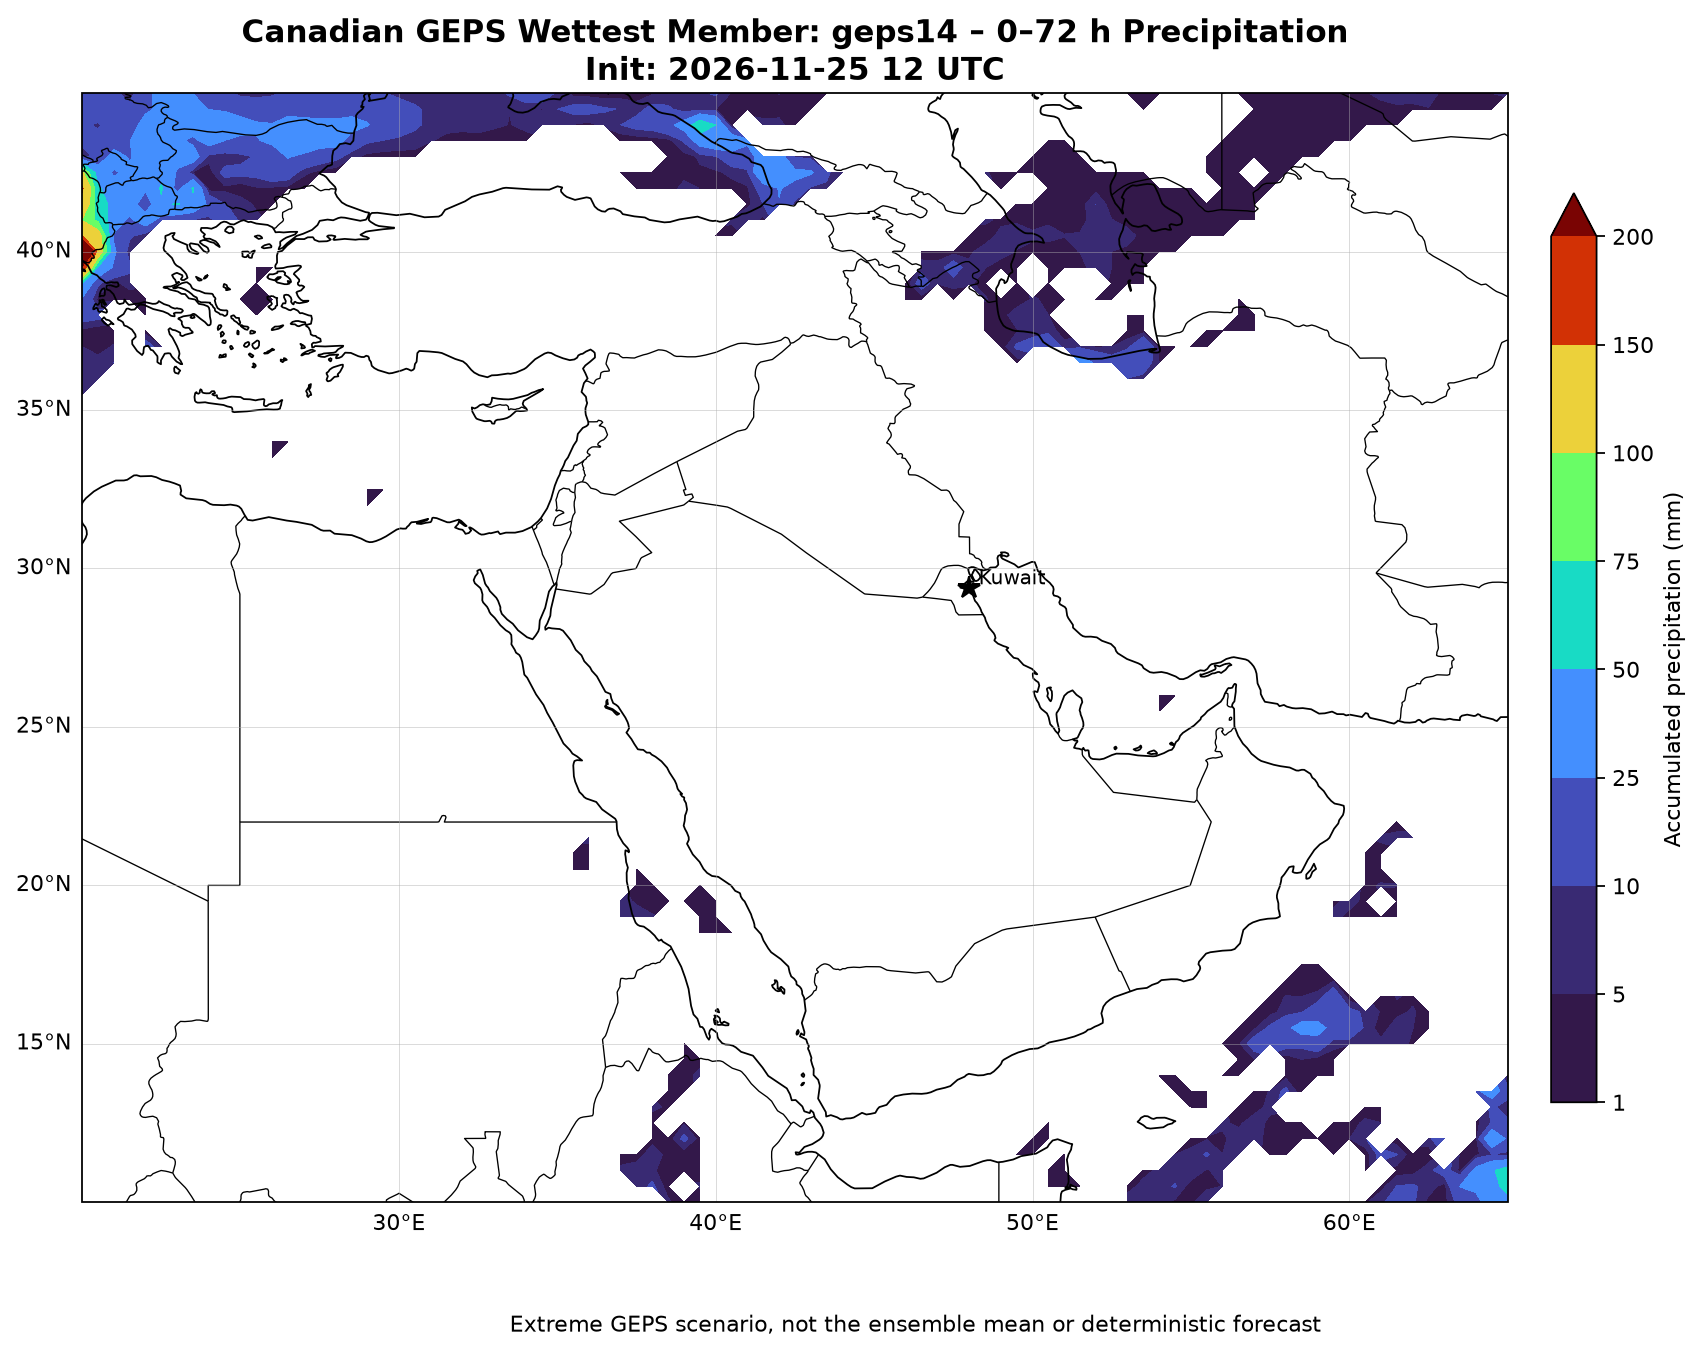 Canadian GEPS Wettest Member: geps14 – 0–72 h Precipitation
Init: 2026-11-25 12 UTC
40°N
35°N
30°N
25°N
20°N
15°N
Kuwait
30°E
40°E
50°E
60°E
200
150
100
75
50
25
10
5
1
Accumulated precipitation (mm)
Extreme GEPS scenario, not the ensemble mean or deterministic forecast